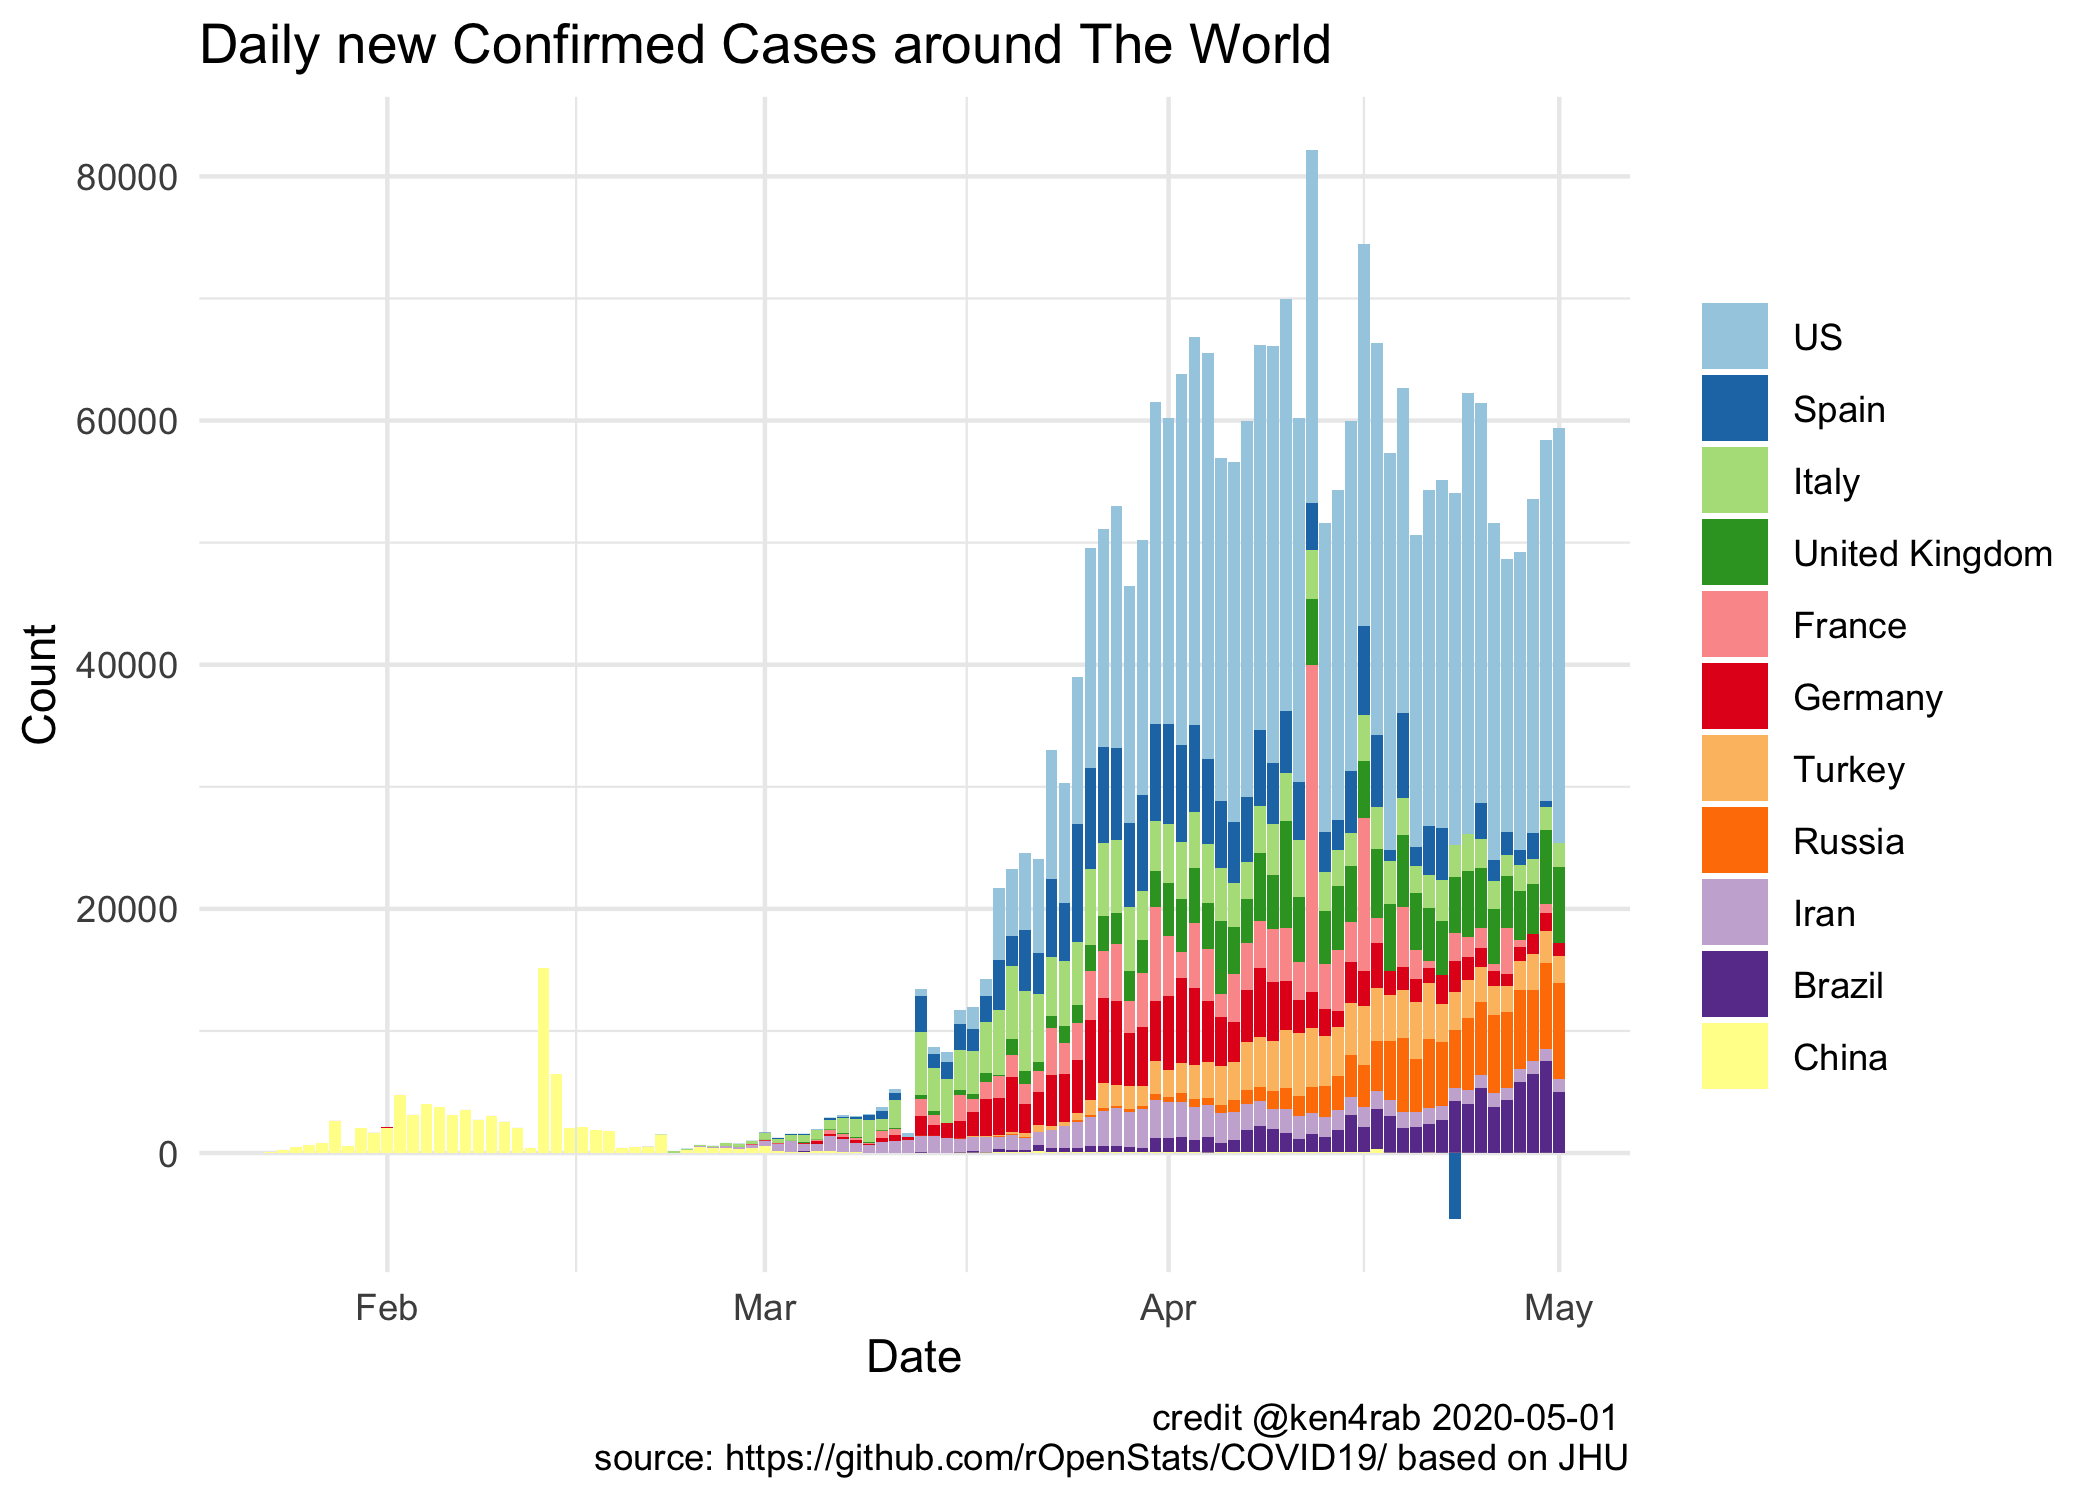 Daily new Confirmed Cases around The World
80000
60000
40000
20000
0
Count
Feb
Mar
Apr
May
Date
US
Spain
Italy
United Kingdom
France
Germany
Turkey
Russia
Iran
Brazil
China
credit @ken4rab 2020-05-01
source: https://github.com/rOpenStats/COVID19/ based on JHU